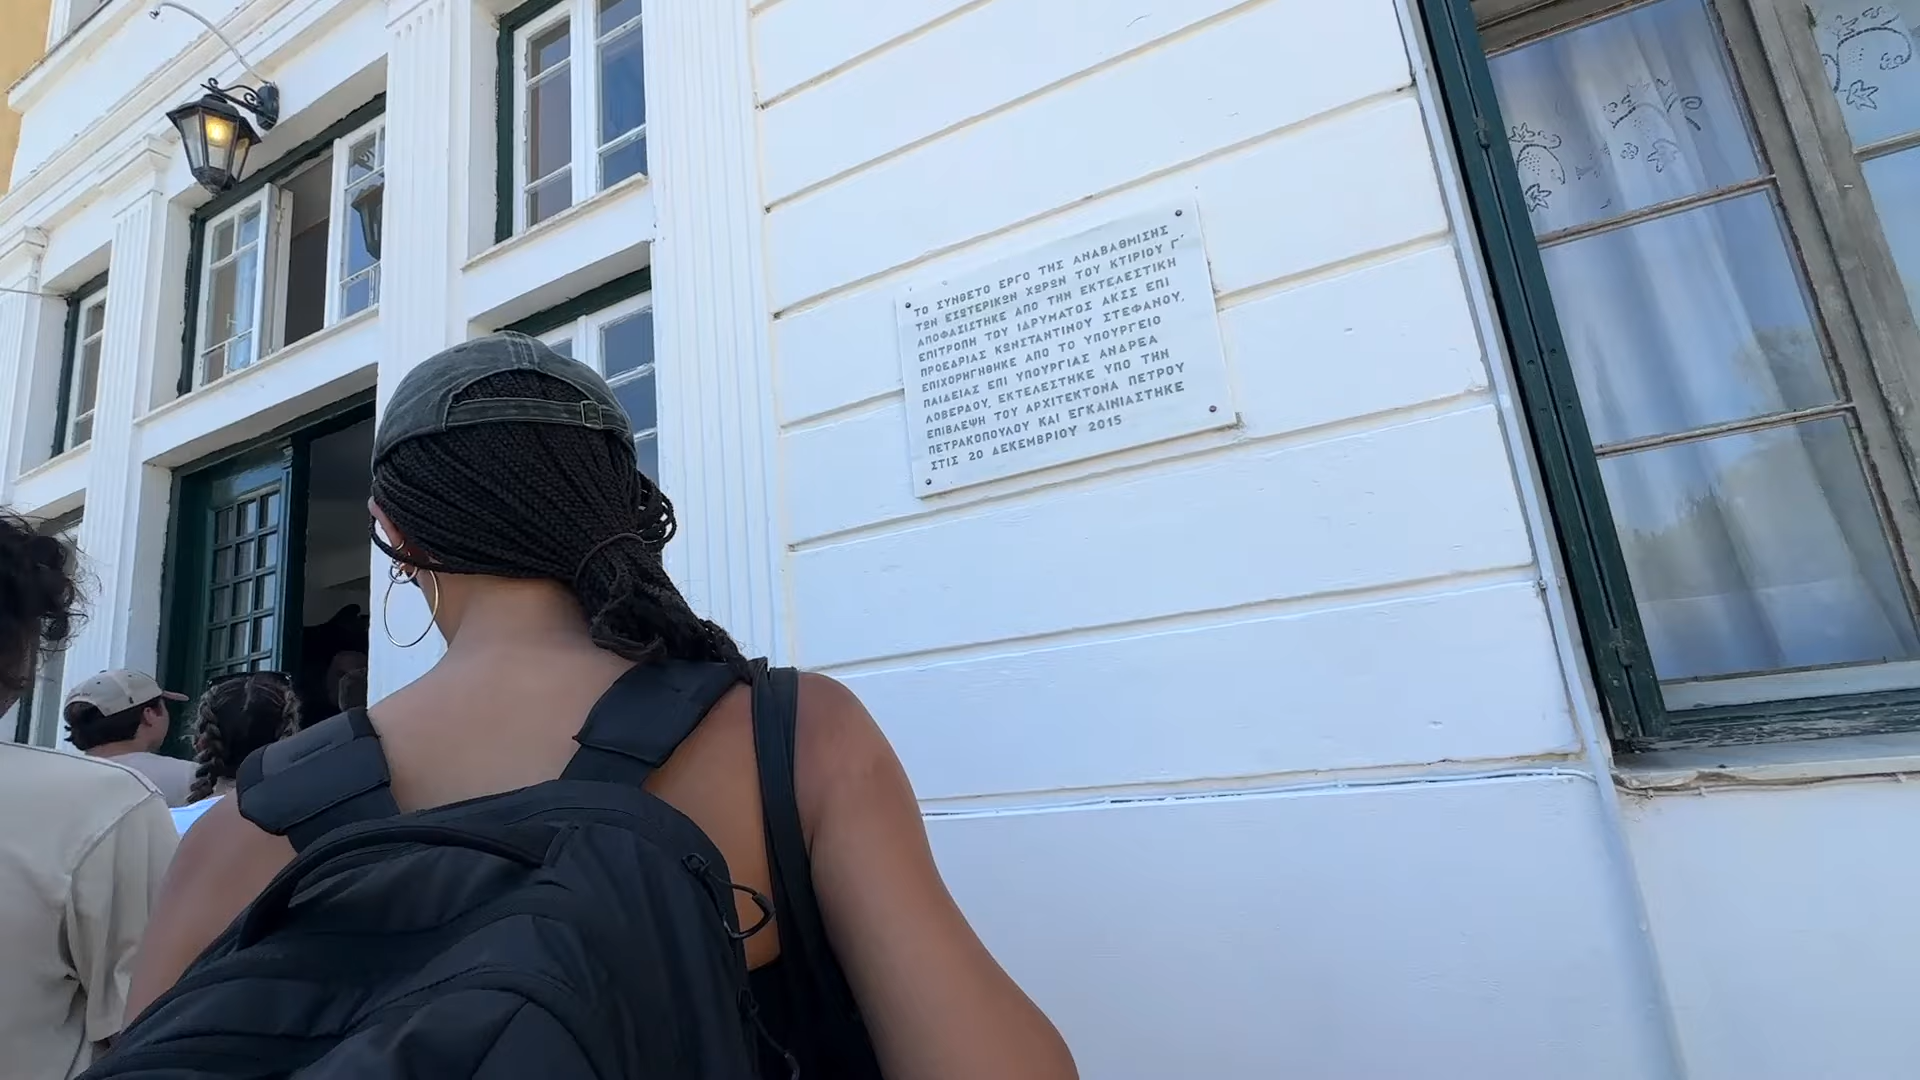 ΤΟ ΣΥΝΘΕΤΟ ΕΡΓΟ ΤΗΣ ΑΝΑΒΑΘΜΙΣΗΣ
ΤΩΝ ΕΣΩΤΕΡΙΚΩΝ ΧΩΡΩΝ ΤΟΥ ΚΤΙΡΙΟΥ Γ΄
ΑΠΟΦΑΣΙΣΤΗΚΕ ΑΠΟ ΤΗΝ ΕΚΤΕΛΕΣΤΙΚΗ
ΕΠΙΤΡΟΠΗ ΤΟΥ ΙΔΡΥΜΑΤΟΣ ΑΚΣΣ ΕΠΙ
ΠΡΟΕΔΡΙΑΣ ΚΩΝΣΤΑΝΤΙΝΟΥ ΣΤΕΦΑΝΟΥ,
ΕΠΙΧΟΡΗΓΗΘΗΚΕ ΑΠΟ ΤΟ ΥΠΟΥΡΓΕΙΟ
ΠΑΙΔΕΙΑΣ ΕΠΙ ΥΠΟΥΡΓΙΑΣ ΑΝΔΡΕΑ
ΛΟΒΕΡΔΟΥ, ΕΚΤΕΛΕΣΤΗΚΕ ΥΠΟ ΤΗΝ
ΕΠΙΒΛΕΨΗ ΤΟΥ ΑΡΧΙΤΕΚΤΟΝΑ ΠΕΤΡΟΥ
ΠΕΤΡΑΚΟΠΟΥΛΟΥ ΚΑΙ ΕΓΚΑΙΝΙΑΣΤΗΚΕ
ΣΤΙΣ 20 ΔΕΚΕΜΒΡΙΟΥ 2015